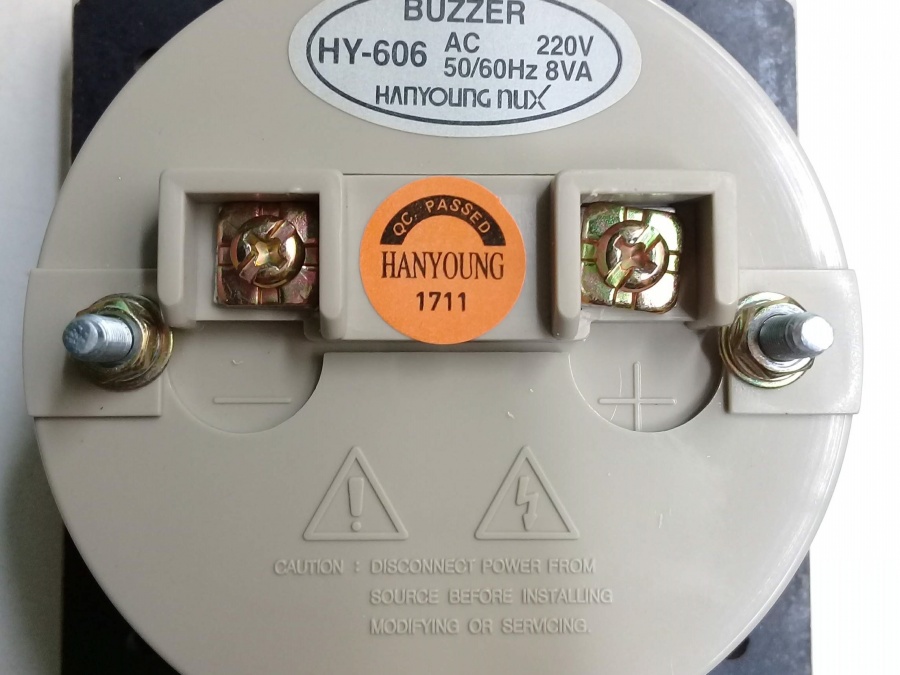 BUZZER
HY-606 AC 220V
50/60Hz 8VA
HANYOUNG nUX
QC. PASSED
HANYOUNG
1711
− +
CAUTION : DISCONNECT POWER FROM
SOURCE BEFORE INSTALLING
MODIFYING OR SERVICING.